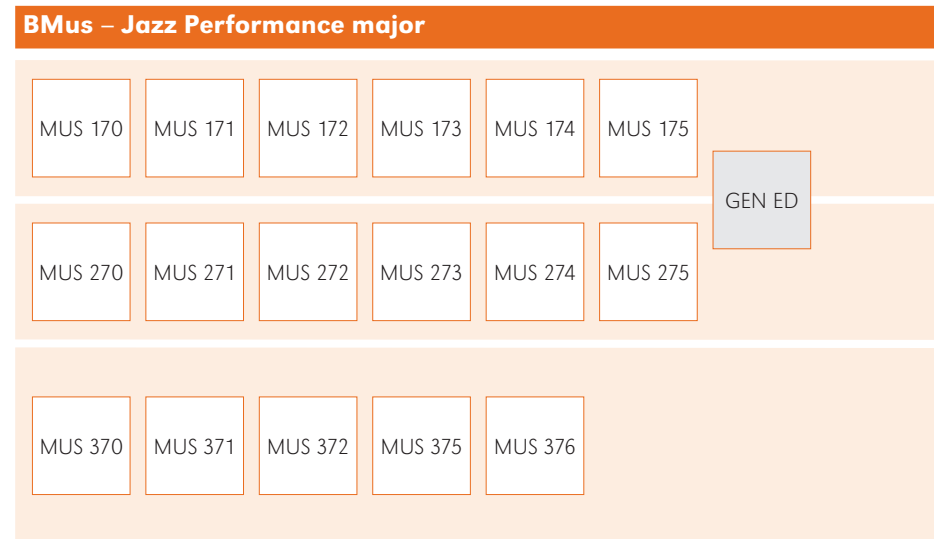 BMus – Jazz Performance major
MUS 170 MUS 171 MUS 172 MUS 173 MUS 174 MUS 175
GEN ED
MUS 270 MUS 271 MUS 272 MUS 273 MUS 274 MUS 275
MUS 370 MUS 371 MUS 372 MUS 375 MUS 376